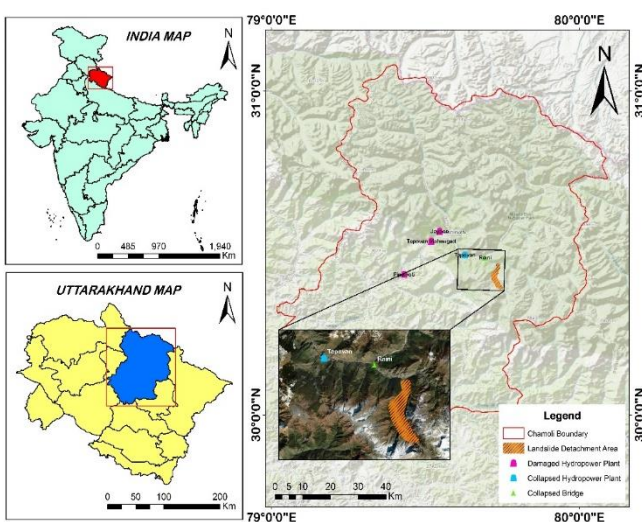 INDIA MAP
N
0 485 970 1,940
Km
UTTARAKHAND MAP
N
0 50 100 200
Km
79°0'0"E
80°0'0"E
N
31°0'0"N
31°0'0"N
Tapovan
Raini
Tapovan
Raini
30°0'0"N
30°0'0"N
Legend
Chamoli Boundary
Landslide Detachment Area
Damaged Hydropower Plant
Collapsed Hydropower Plant
Collapsed Bridge
0 5 10 20 30 40
Km
79°0'0"E
80°0'0"E